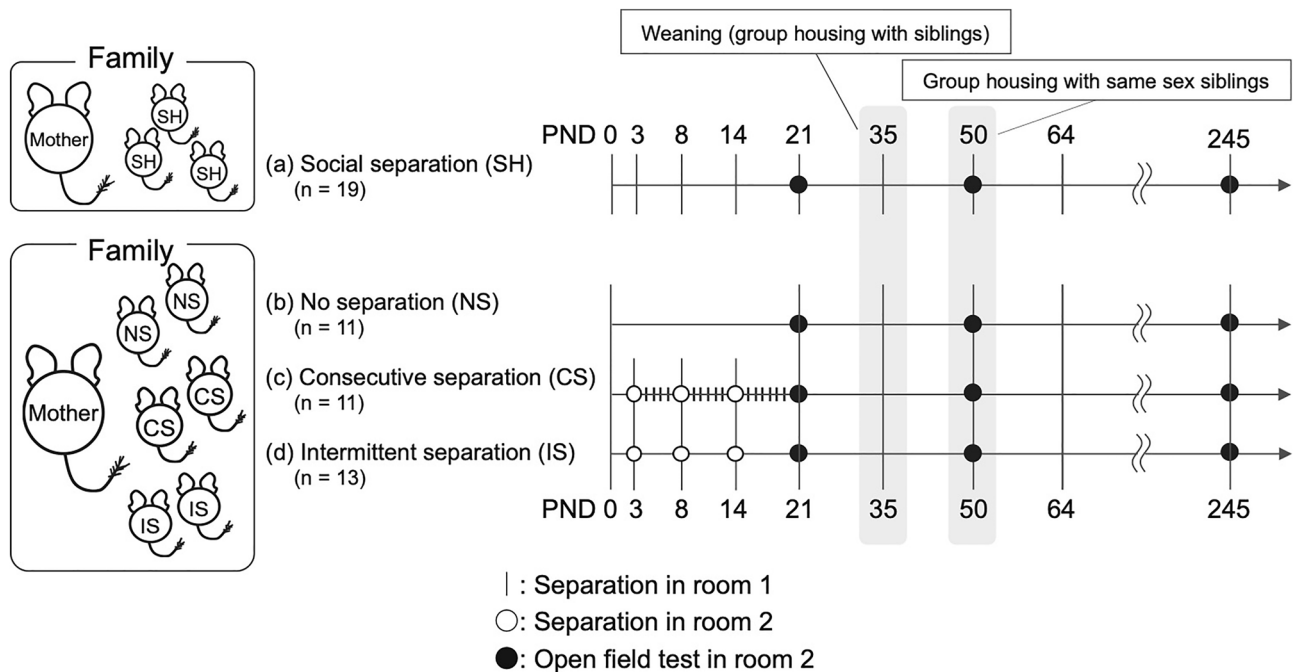 Family
Mother
SH
SH
SH
(a) Social separation (SH)
(n = 19)
Weaning (group housing with siblings)
Group housing with same sex siblings
PND 0 3 8 14 21 35 50 64 245
Family
Mother
NS
NS
CS
CS
IS
IS
(b) No separation (NS)
(n = 11)
(c) Consecutive separation (CS)
(n = 11)
(d) Intermittent separation (IS)
(n = 13)
PND 0 3 8 14 21 35 50 64 245
: Separation in room 1
: Separation in room 2
: Open field test in room 2